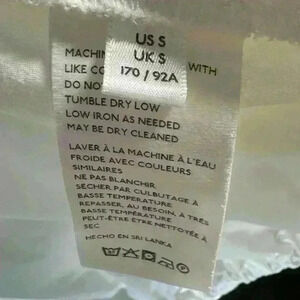 US S
UK S
170 / 92A
MACHIN WITH
LIKE CO
DO NO
TUMBLE DRY LOW
LOW IRON AS NEEDED
MAY BE DRY CLEANED
LAVER À LA MACHINE À L'EAU
FROIDE AVEC COULEURS
SIMILAIRES
NE PAS BLANCHIR
SÉCHER PAR CULBUTAGE À
BASSE TEMPÉRATURE
REPASSER, AU BESOIN, À TRÈS
BASSE TEMPÉRATURE
PEUT-ÊTRE ÊTRE NETTOYÉE À
SEC
HECHO EN SRI LANKA